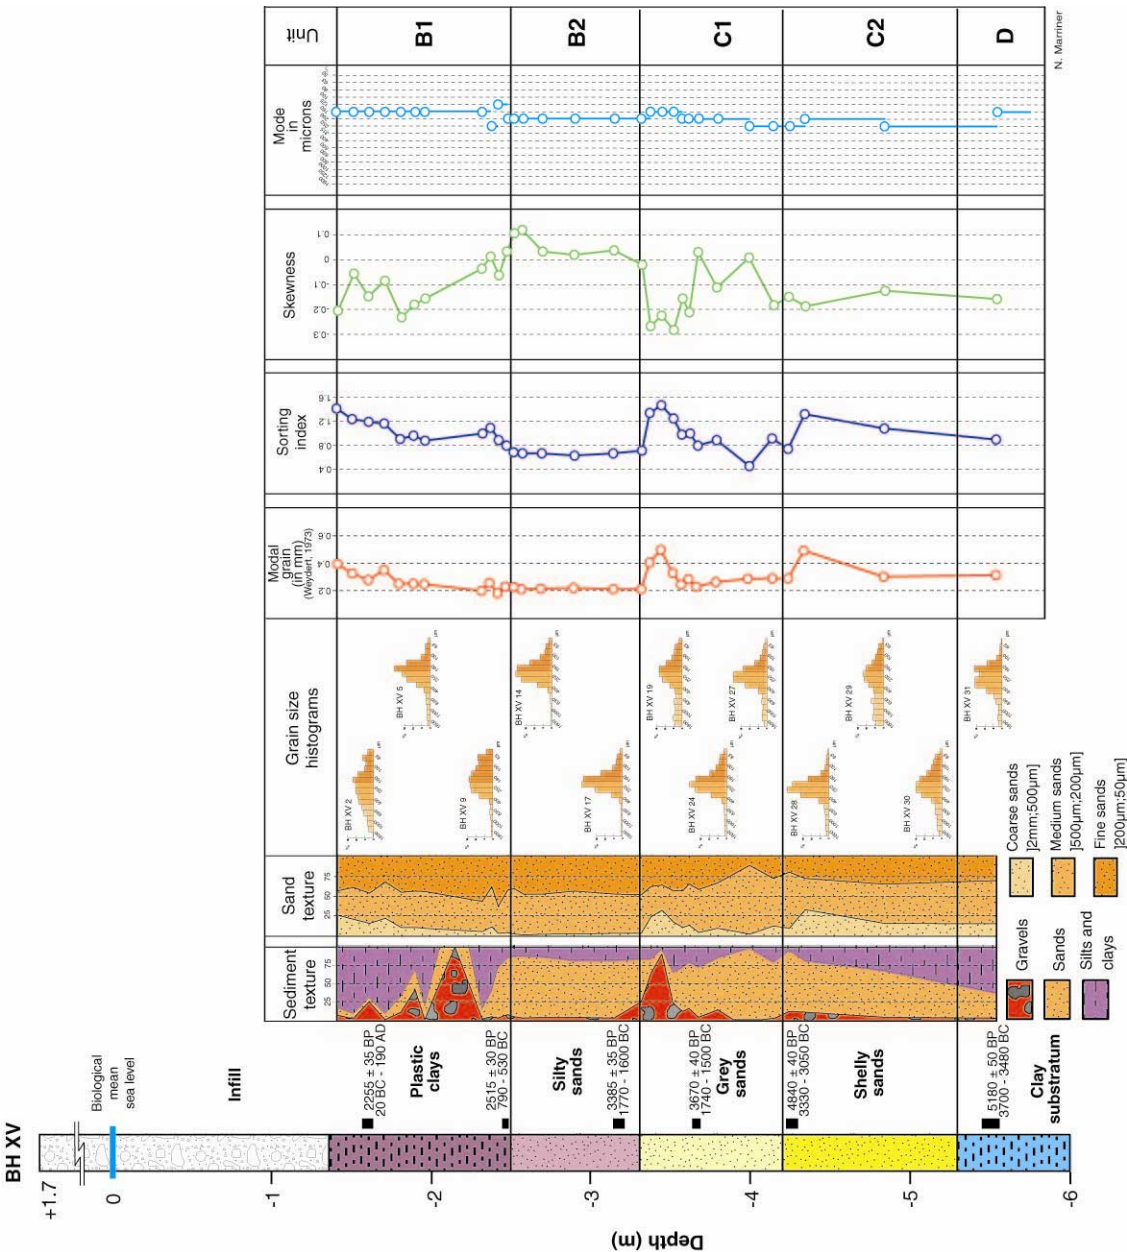 BH XV
Unit
B1
B2
C1
C2
D
N. Marriner
Mode
in
microns
Skewness
0.1
0
-0.1
-0.2
-0.3
Sorting
index
1.6
1.2
0.8
0.4
Modal
grain
(in mm)
(Weydert, 1973)
0.6
0.4
0.2
Grain size
histograms
BH XV 2
BH XV 5
BH XV 9
BH XV 14
BH XV 17
BH XV 19
BH XV 24
BH XV 27
BH XV 28
BH XV 29
BH XV 30
BH XV 31
Sand
texture
75
50
25
Sediment
texture
75
50
25
Coarse sands
]2mm;500µm]
Medium sands
]500µm;200µm]
Fine sands
]200µm;50µm]
Gravels
Sands
Silts and
clays
Biological
mean
sea level
Infill
2255 ± 35 BP
20 BC - 190 AD
Plastic
clays
2515 ± 30 BP
790 - 530 BC
Silty
sands
3385 ± 35 BP
1770 - 1600 BC
3670 ± 40 BP
1740 - 1500 BC
Grey
sands
4840 ± 40 BP
3330 - 3050 BC
Shelly
sands
5180 ± 50 BP
3700 - 3480 BC
Clay
substratum
+1.7
0
-1
-2
-3
-4
-5
-6
Depth (m)